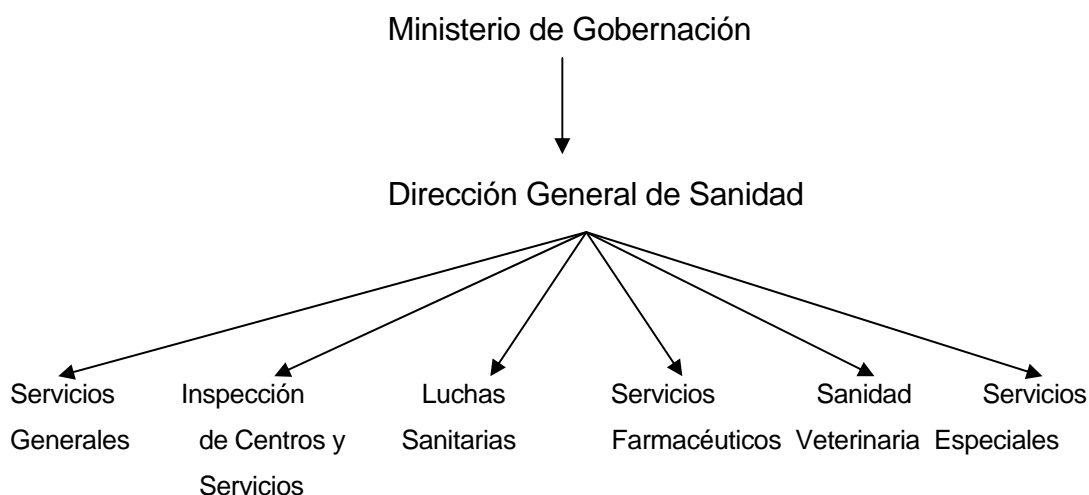 Ministerio de Gobernación
Dirección General de Sanidad
Servicios Inspección Luchas Servicios Sanidad Servicios
Generales de Centros y Sanitarias Farmacéuticos Veterinaria Especiales
Servicios